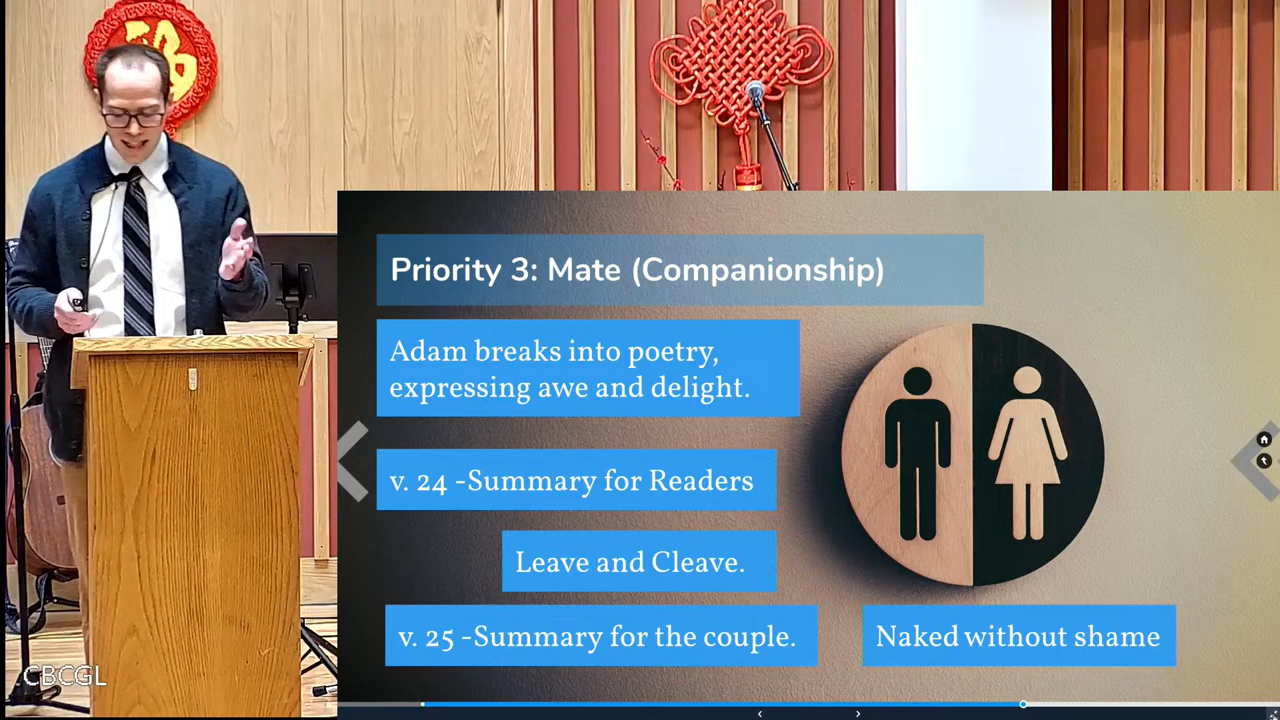 福
Priority 3: Mate (Companionship)
Adam breaks into poetry,
expressing awe and delight.
v. 24 -Summary for Readers
Leave and Cleave.
v. 25 -Summary for the couple.
Naked without shame
CBCGL